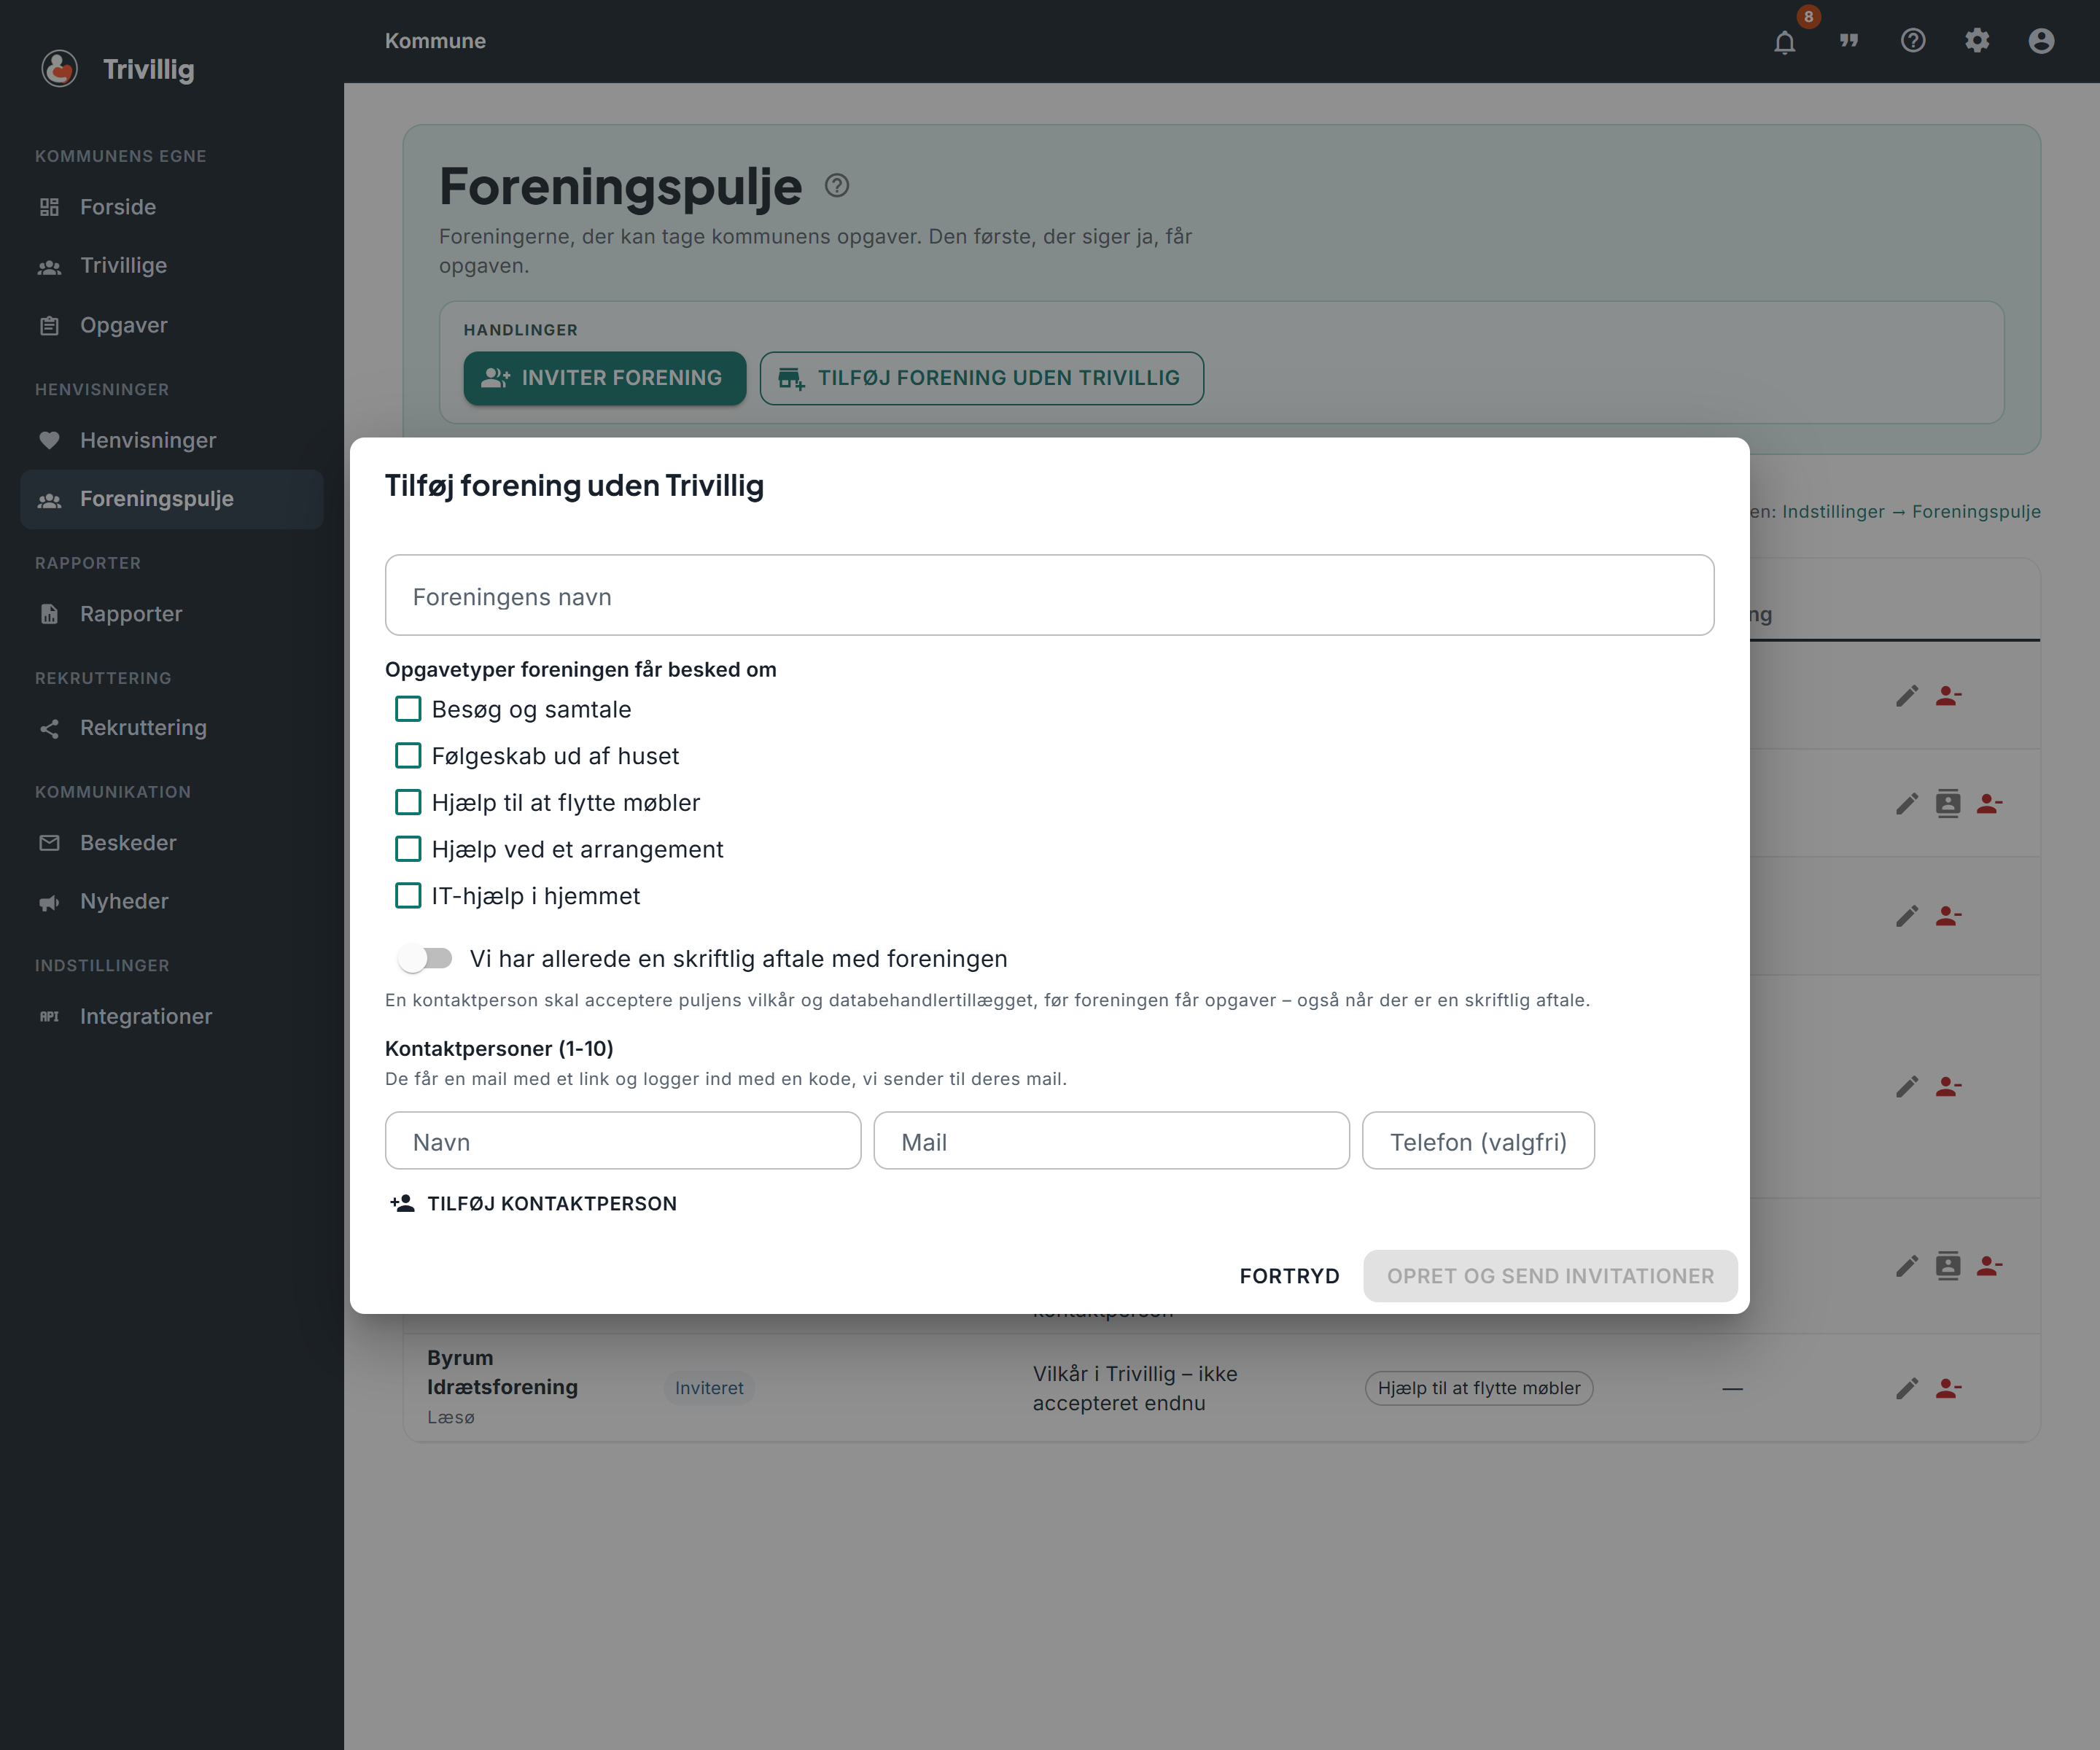 Trivillig
KOMMUNENS EGNE
Forside
Trivillige
Opgaver
HENVISNINGER
Henvisninger
Foreningspulje
RAPPORTER
Rapporter
REKRUTTERING
Rekruttering
KOMMUNIKATION
Beskeder
Nyheder
INDSTILLINGER
API Integrationer
Kommune
8
Foreningspulje
Foreningerne, der kan tage kommunens opgaver. Den første, der siger ja, får
opgaven.
HANDLINGER
INVITER FORENING
TILFØJ FORENING UDEN TRIVILLIG
en: Indstillinger → Foreningspulje
ng
Tilføj forening uden Trivillig
Foreningens navn
Opgavetyper foreningen får besked om
Besøg og samtale
Følgeskab ud af huset
Hjælp til at flytte møbler
Hjælp ved et arrangement
IT-hjælp i hjemmet
Vi har allerede en skriftlig aftale med foreningen
En kontaktperson skal acceptere puljens vilkår og databehandlertillægget, før foreningen får opgaver – også når der er en skriftlig aftale.
Kontaktpersoner (1-10)
De får en mail med et link og logger ind med en kode, vi sender til deres mail.
Navn
Mail
Telefon (valgfri)
TILFØJ KONTAKTPERSON
FORTRYD
OPRET OG SEND INVITATIONER
Byrum
Idrætsforening
Læsø
Inviteret
Vilkår i Trivillig – ikke
accepteret endnu
Hjælp til at flytte møbler
—